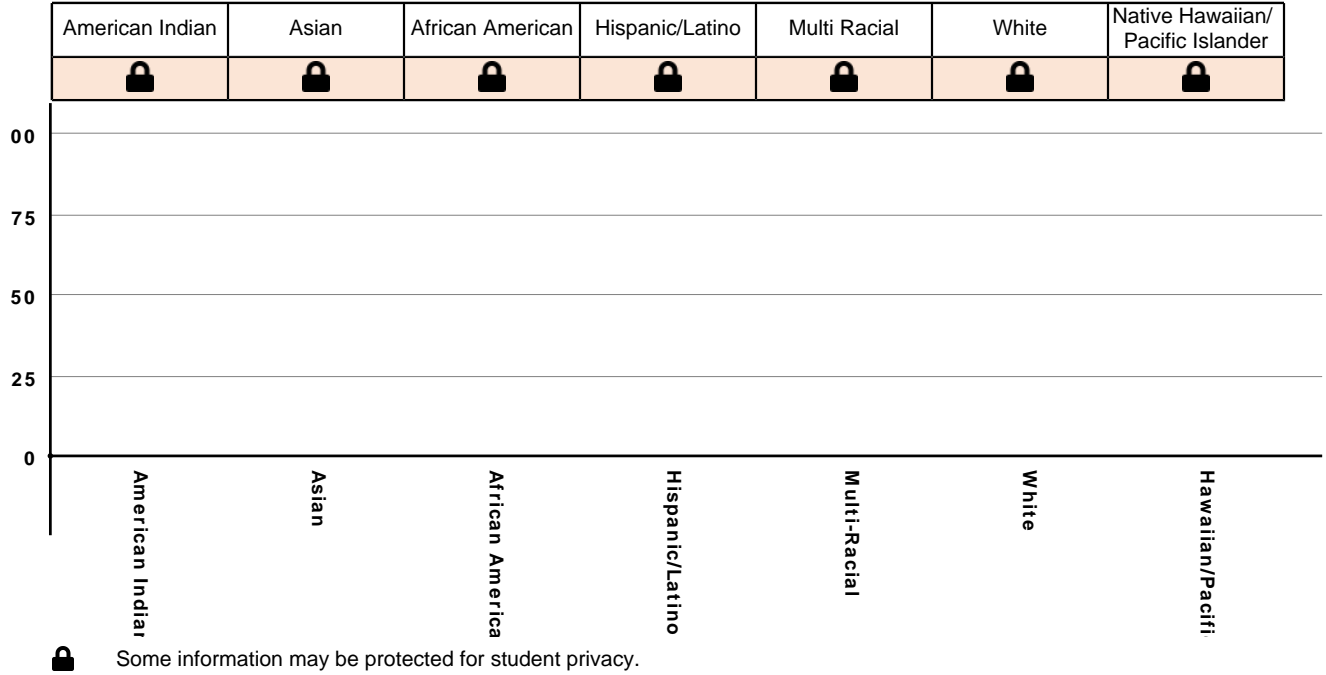 American Indian Asian African American Hispanic/Latino Multi Racial White Native Hawaiian/
Pacific Islander
00
75
50
25
0
American Indian
Asian
African America
Hispanic/Latino
Multi-Racial
White
Hawaiian/Pacifi
Some information may be protected for student privacy.